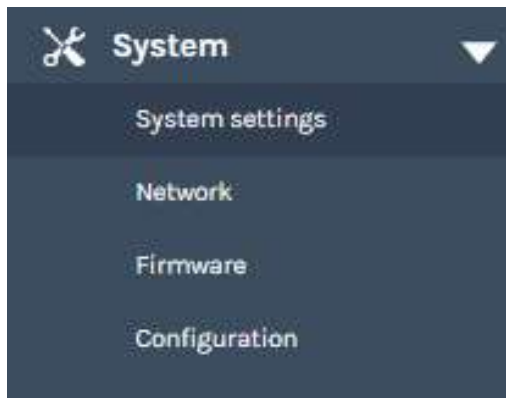 System
System settings
Network
Firmware
Configuration